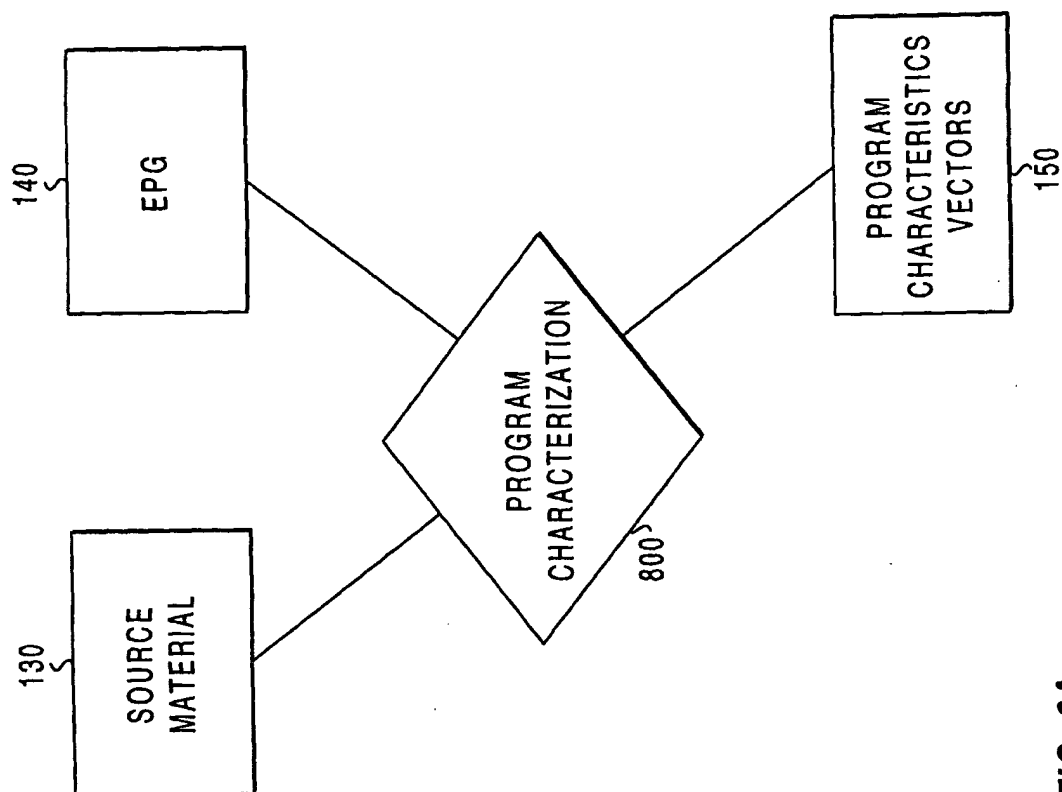 130
SOURCE
MATERIAL
140
EPG
PROGRAM
CHARACTERIZATION
800
PROGRAM
CHARACTERISTICS
VECTORS
150